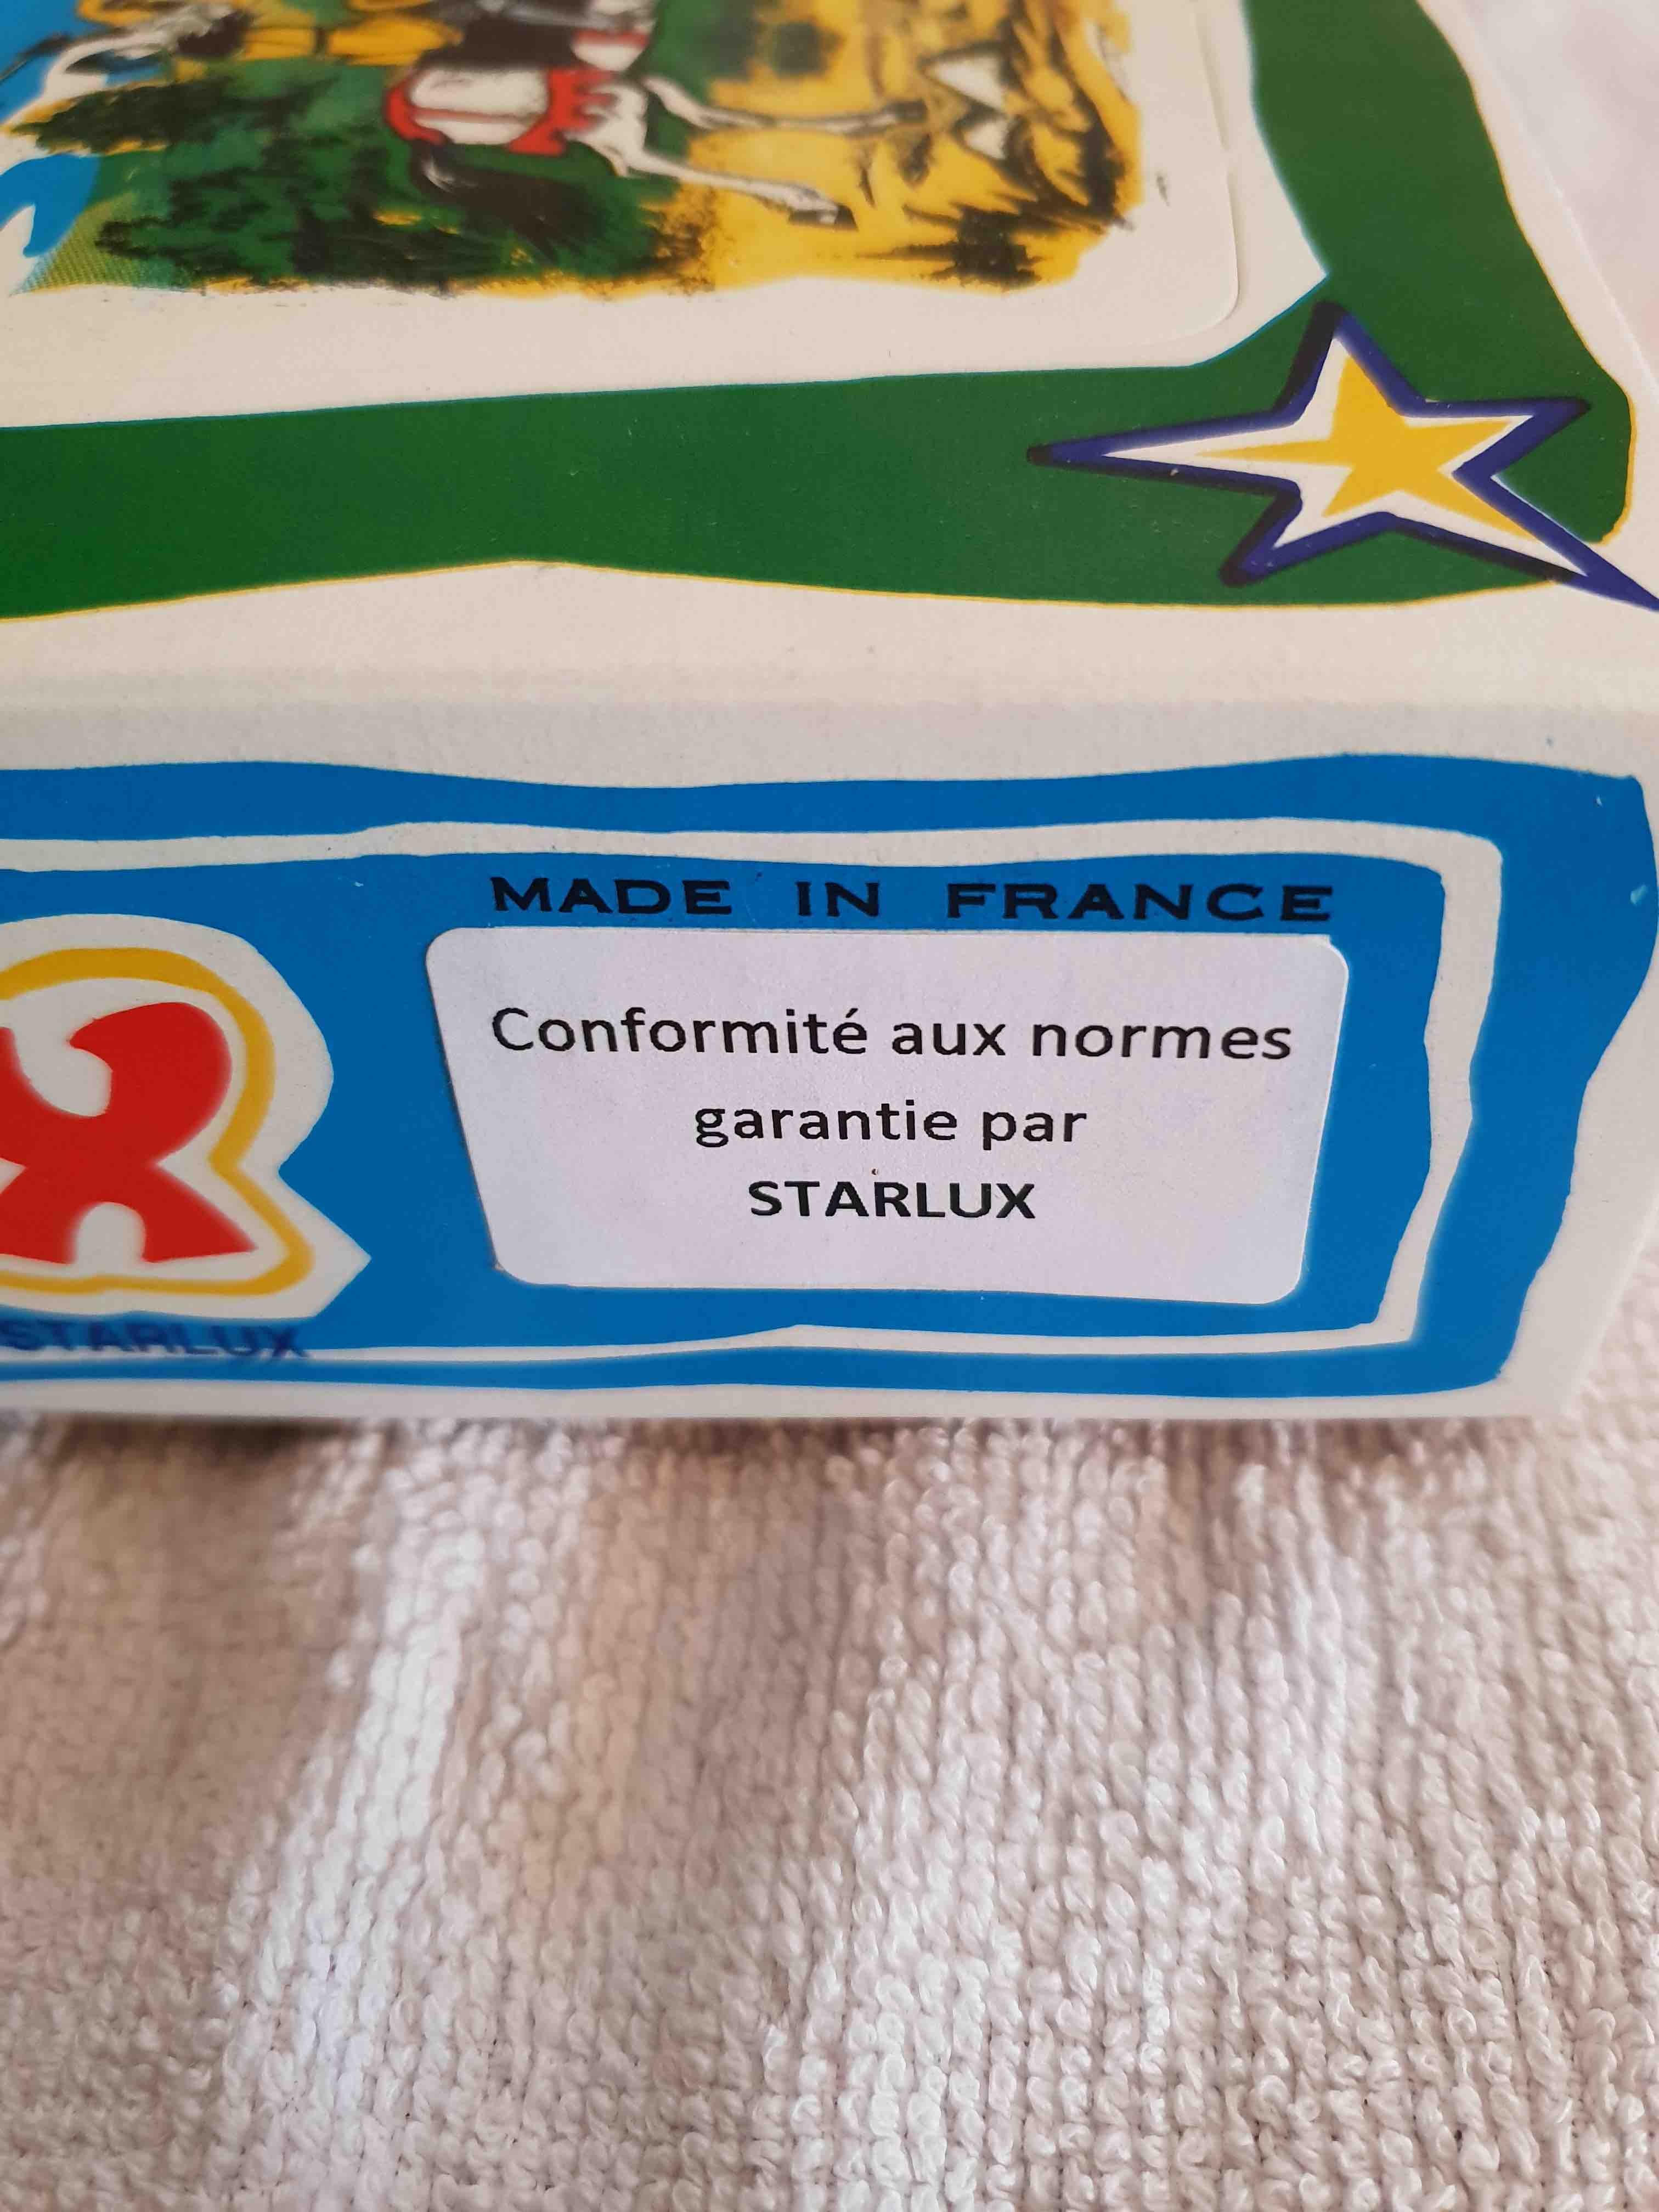 MADE IN FRANCE
Conformité aux normes
garantie par
STARLUX
X
STARLUX